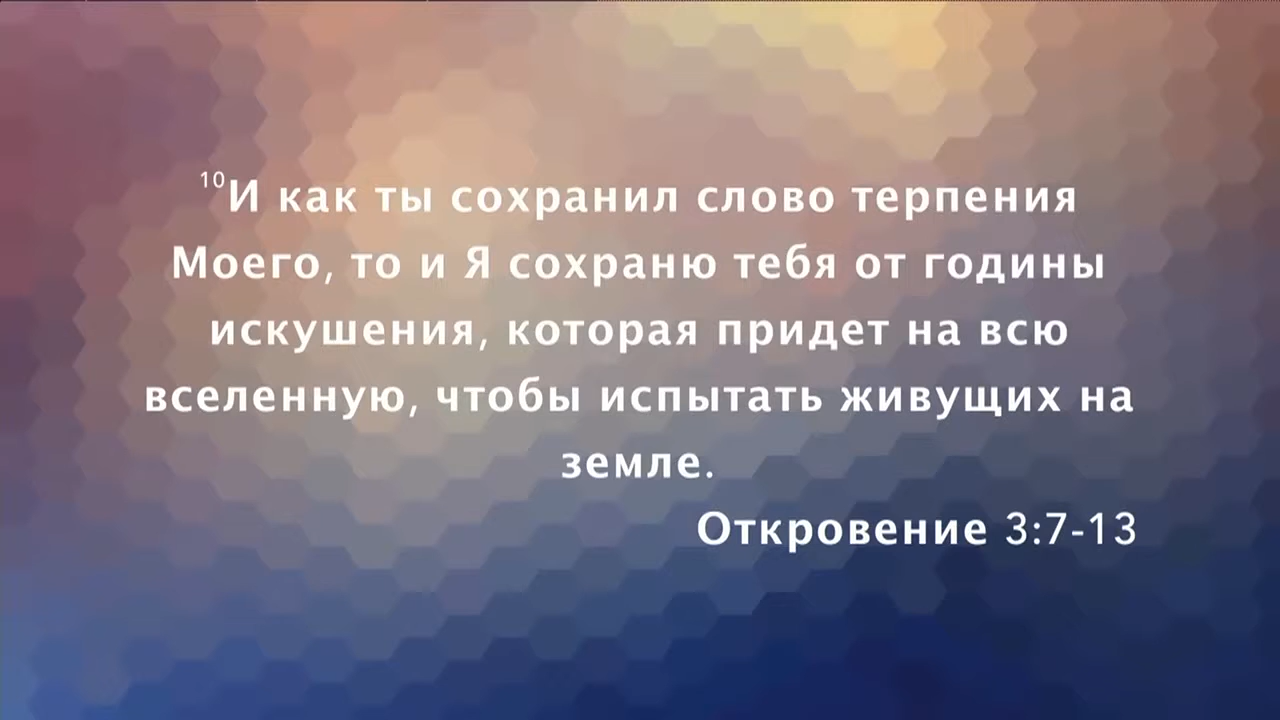 ¹⁰И как ты сохранил слово терпения
Моего, то и Я сохраню тебя от годины
искушения, которая придет на всю
вселенную, чтобы испытать живущих на
земле.
Откровение 3:7-13